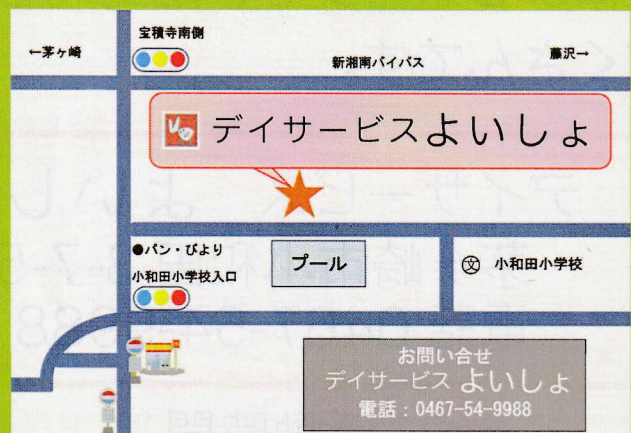 宝積寺南側
←茅ヶ崎
新湘南バイパス
藤沢→
デイサービスよいしょ
●パン・びより
小和田小学校入口
プール
文 小和田小学校
お問い合せ
デイサービス よいしょ
電話：0467-54-9988